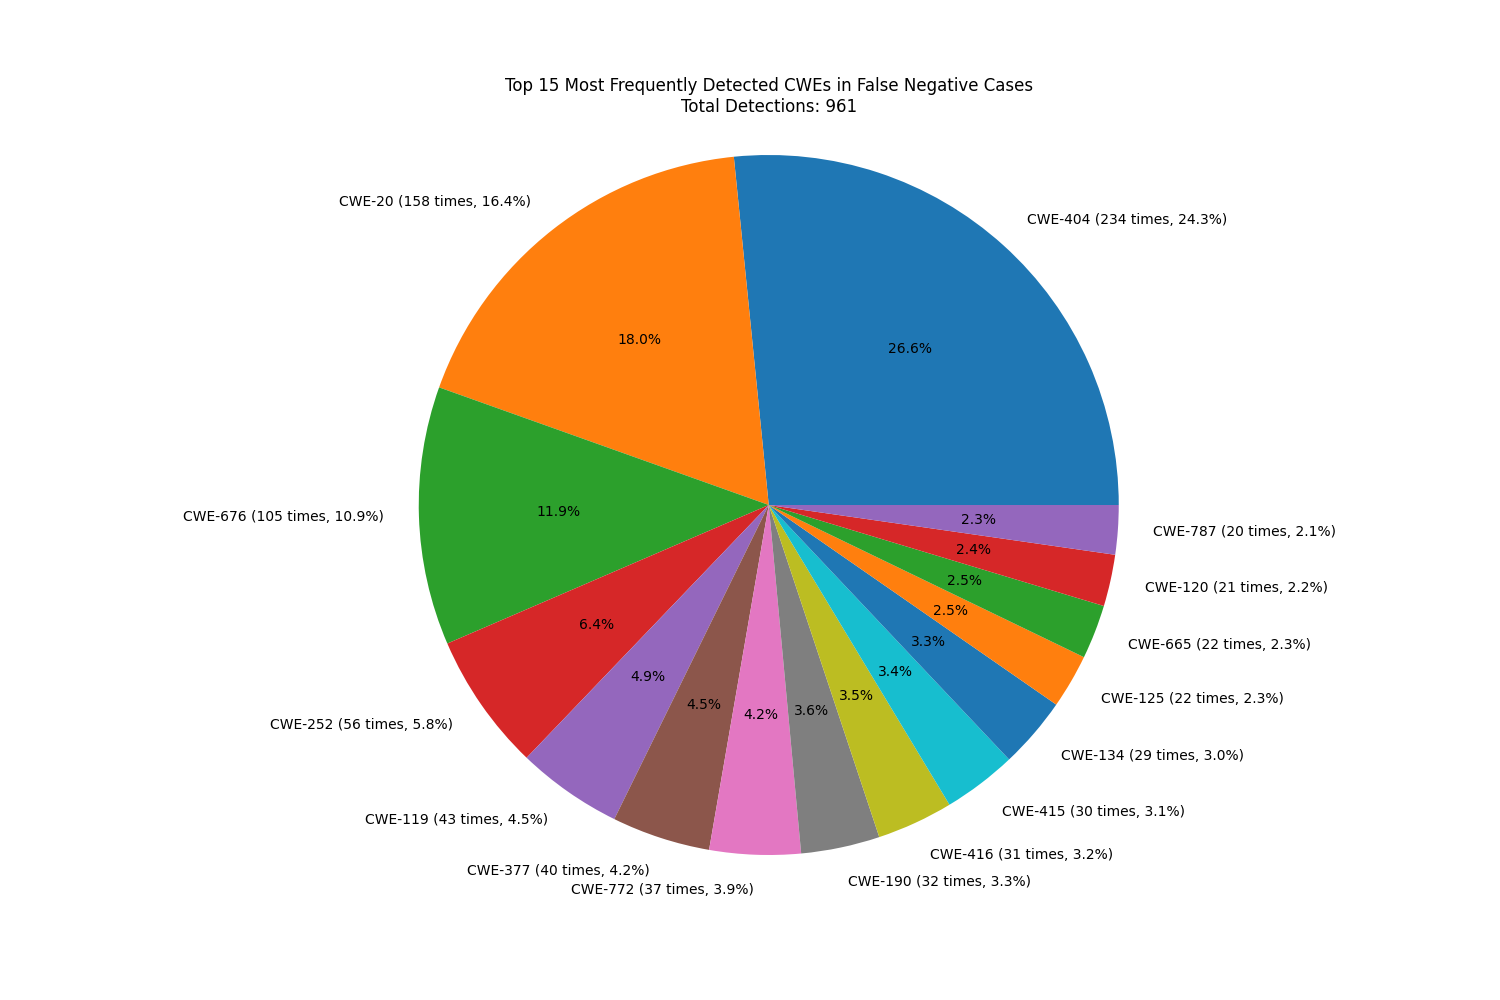 Top 15 Most Frequently Detected CWEs in False Negative Cases
Total Detections: 961
CWE-404 (234 times, 24.3%)
26.6%
CWE-20 (158 times, 16.4%)
18.0%
CWE-676 (105 times, 10.9%)
11.9%
CWE-252 (56 times, 5.8%)
6.4%
CWE-119 (43 times, 4.5%)
4.9%
CWE-377 (40 times, 4.2%)
4.5%
CWE-772 (37 times, 3.9%)
4.2%
CWE-190 (32 times, 3.3%)
3.6%
CWE-416 (31 times, 3.2%)
3.5%
CWE-415 (30 times, 3.1%)
3.4%
CWE-134 (29 times, 3.0%)
3.3%
CWE-125 (22 times, 2.3%)
2.5%
CWE-665 (22 times, 2.3%)
2.5%
CWE-120 (21 times, 2.2%)
2.4%
CWE-787 (20 times, 2.1%)
2.3%